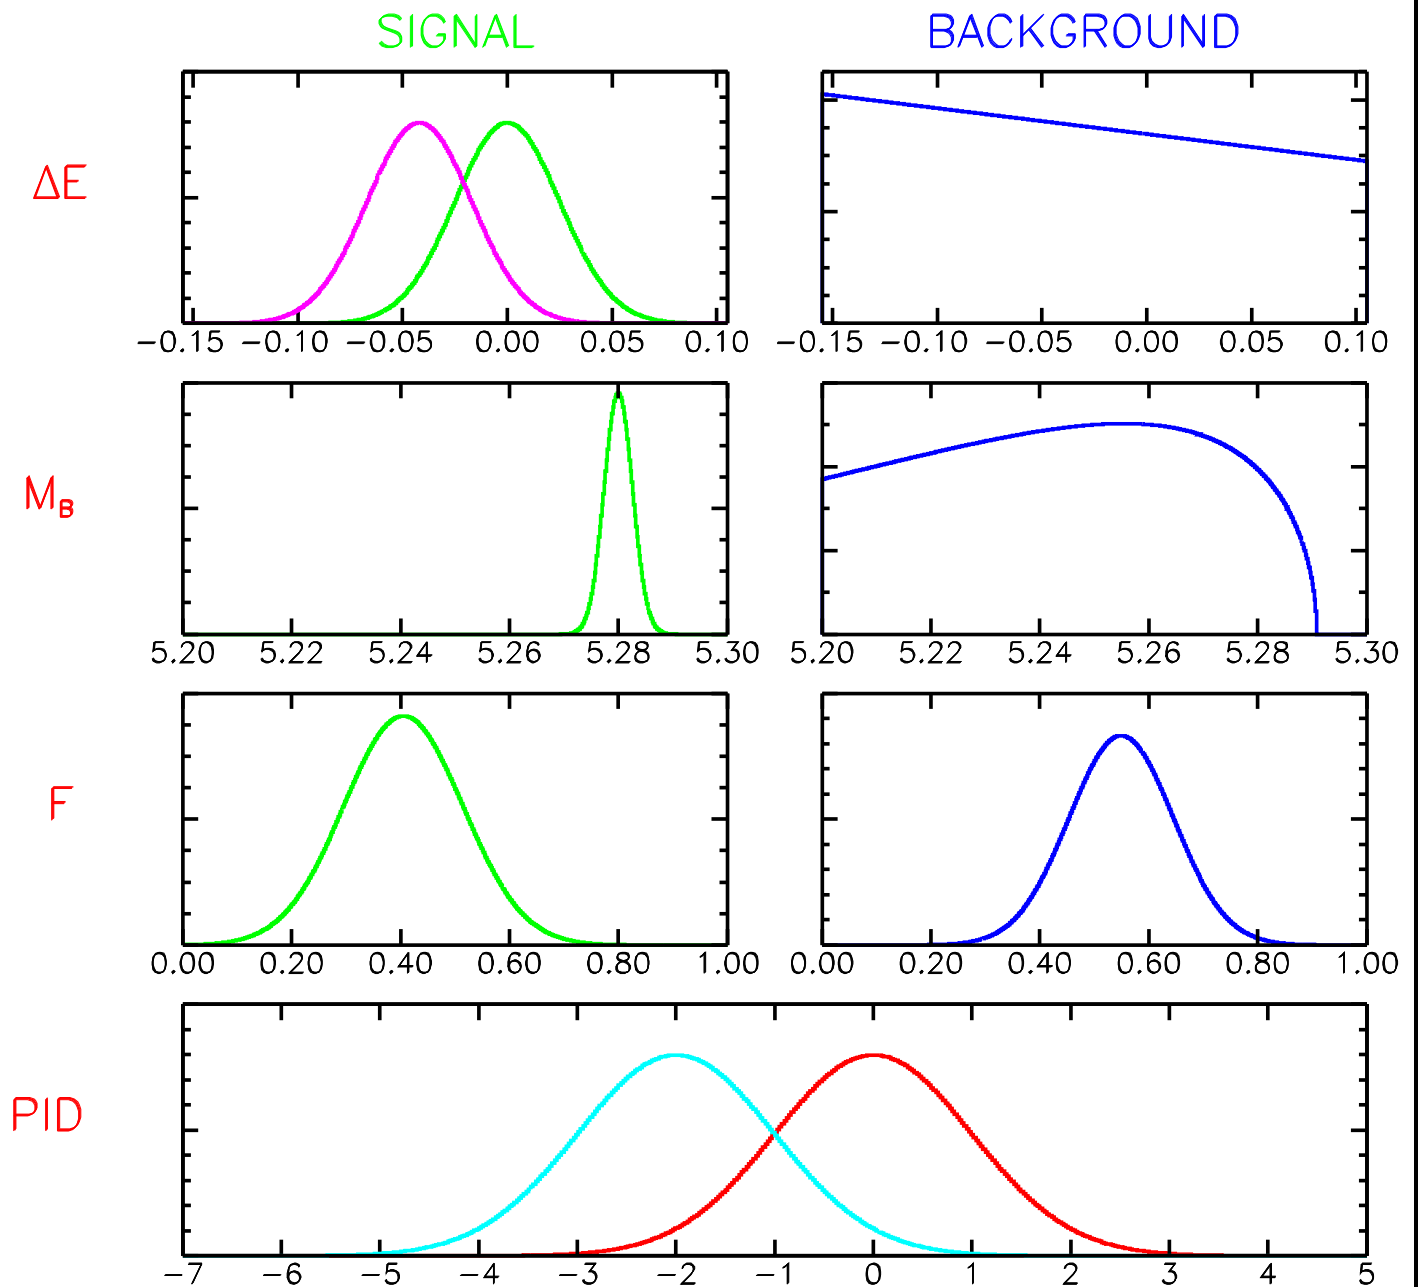 SIGNAL BACKGROUND
ΔE
−0.15 −0.10 −0.05 0.00 0.05 0.10 −0.15 −0.10 −0.05 0.00 0.05 0.10
M_B
5.20 5.22 5.24 5.26 5.28 5.30 5.20 5.22 5.24 5.26 5.28 5.30
F
0.00 0.20 0.40 0.60 0.80 1.00 0.00 0.20 0.40 0.60 0.80 1.00
PID
−7 −6 −5 −4 −3 −2 −1 0 1 2 3 4 5